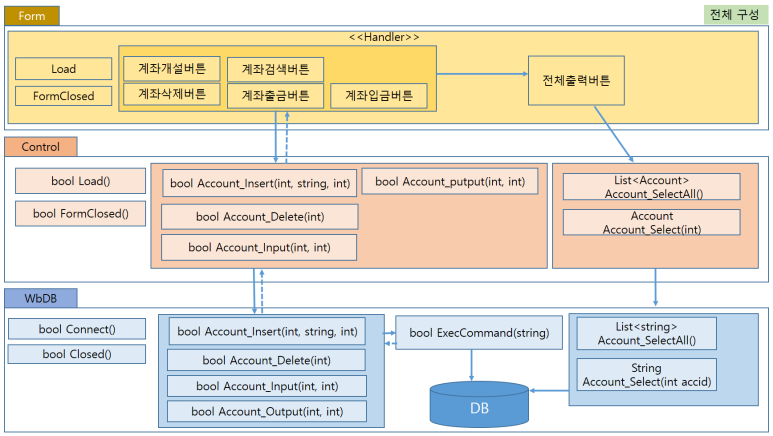 Form
전체 구성
<<Handler>>
Load
FormClosed
계좌개설버튼
계좌검색버튼
계좌삭제버튼
계좌출금버튼
계좌입금버튼
전체출력버튼
Control
bool Load()
bool FormClosed()
bool Account_Insert(int, string, int)
bool Account_putput(int, int)
bool Account_Delete(int)
bool Account_Input(int, int)
List<Account>
Account_SelectAll()
Account
Account_Select(int)
WbDB
bool Connect()
bool Closed()
bool Account_Insert(int, string, int)
bool Account_Delete(int)
bool Account_Input(int, int)
bool Account_Output(int, int)
bool ExecCommand(string)
DB
List<string>
Account_SelectAll()
String
Account_Select(int accid)